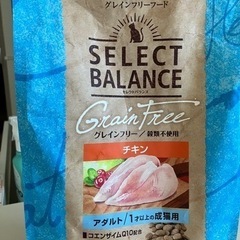 グレインフリーフード
SELECT
BALANCE
セレクトバランス
Grain Free
グレインフリー/穀類不使用
チキン
アダルト/1才以上の成猫用
コエンザイムQ10配合